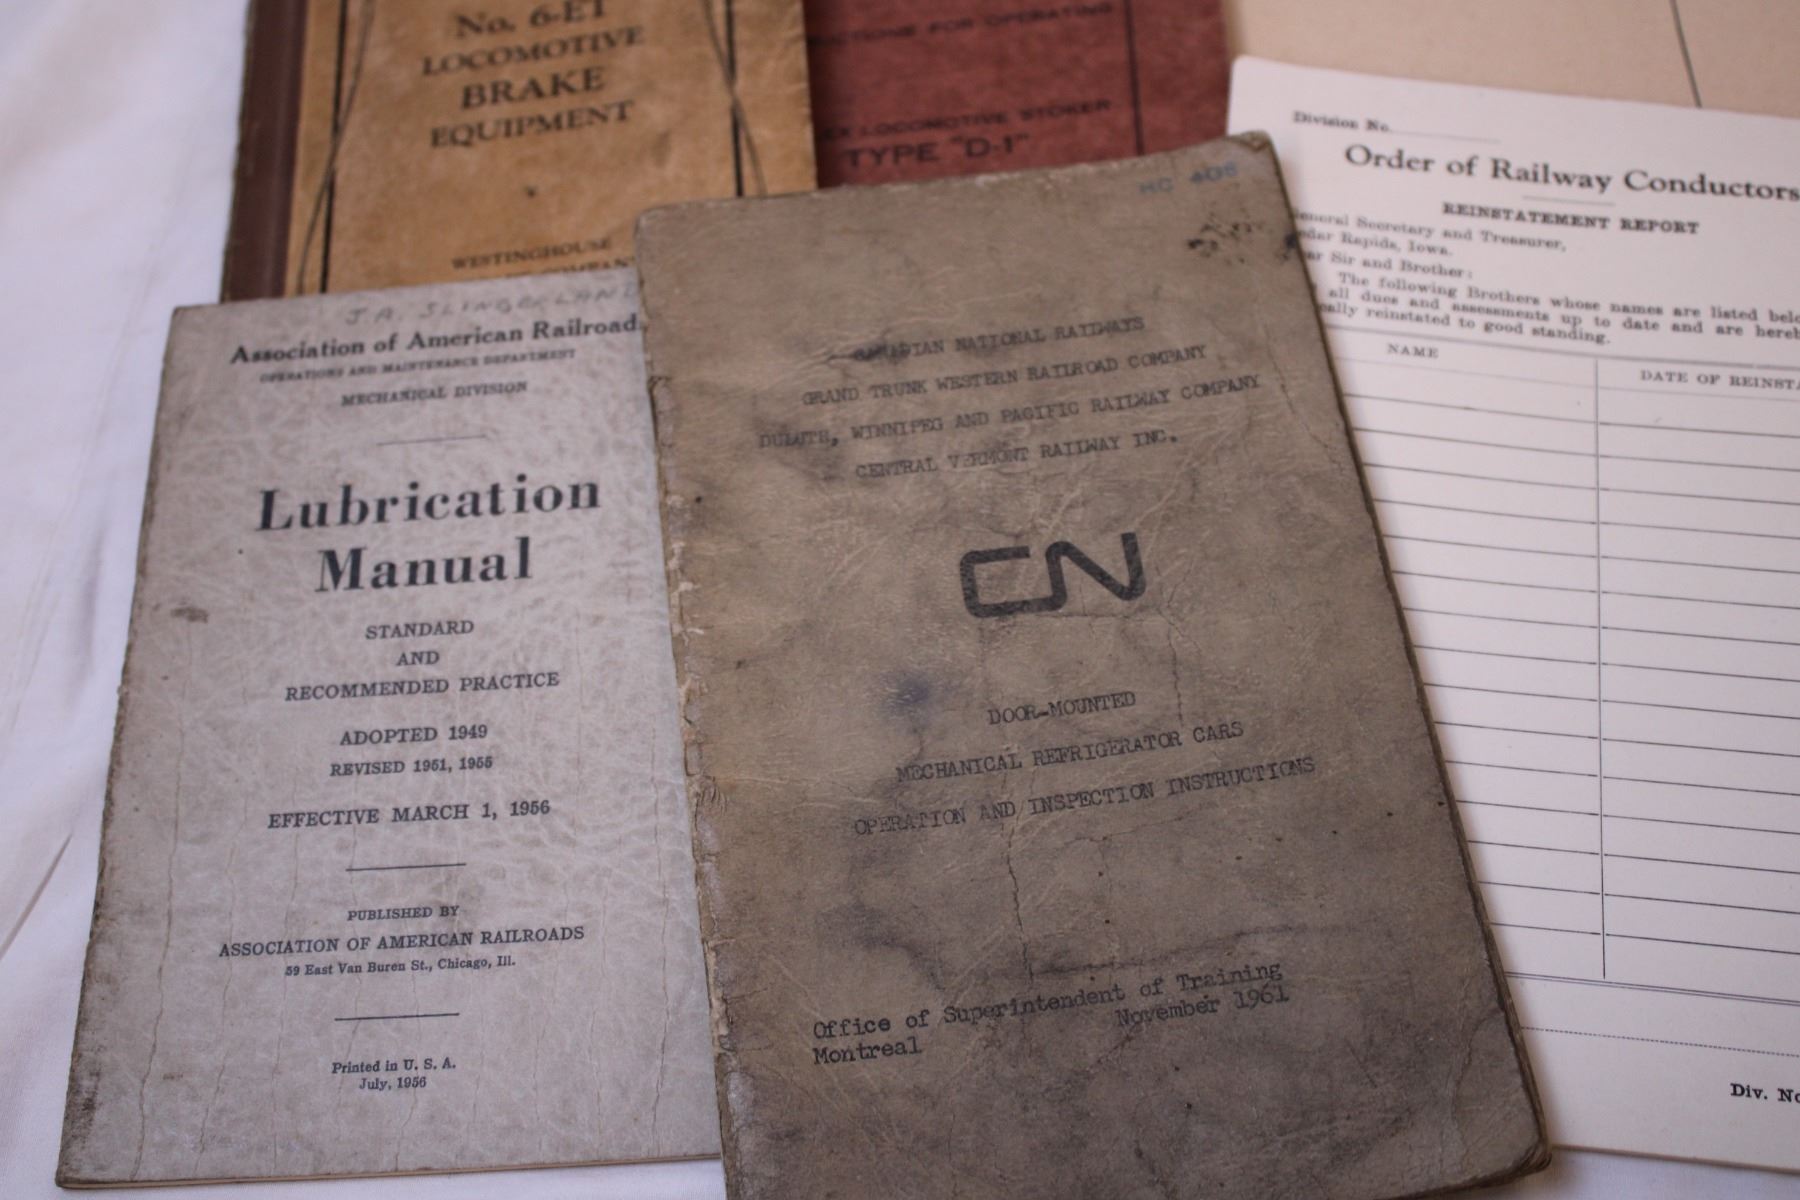 No. 6-ET
LOCOMOTIVE
BRAKE
EQUIPMENT
WESTINGHOUSE
FOR OPERATING
LOCOMOTIVE STOKER
TYPE "D-1"
J.A. SLINGERLAND
Association of American Railroads
OPERATIONS AND MAINTENANCE DEPARTMENT
MECHANICAL DIVISION
Lubrication
Manual
STANDARD
AND
RECOMMENDED PRACTICE
ADOPTED 1949
REVISED 1951, 1955
EFFECTIVE MARCH 1, 1956
PUBLISHED BY
ASSOCIATION OF AMERICAN RAILROADS
59 East Van Buren St., Chicago, Ill.
Printed in U. S. A.
July, 1956
CANADIAN NATIONAL RAILWAYS
GRAND TRUNK WESTERN RAILROAD COMPANY
DULUTH, WINNIPEG AND PACIFIC RAILWAY COMPANY
CENTRAL VERMONT RAILWAY INC.
CN
DOOR-MOUNTED
MECHANICAL REFRIGERATOR CARS
OPERATION AND INSPECTION INSTRUCTIONS
Office of Superintendent of Training
Montreal
November 1961
Division No.
Order of Railway Conductors
REINSTATEMENT REPORT
Secretary and Treasurer,
Rapids, Iowa.
Sir and Brother:
The following Brothers whose names are listed
all dues and assessments up to date and are
reinstated to good standing.
NAME
DATE OF
Div. No